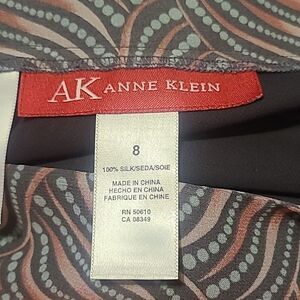 AK ANNE KLEIN
8
100% SILK/SEDA/SOIE
MADE IN CHINA
HECHO EN CHINA
FABRIQUE EN CHINE
RN 50610
CA 08349